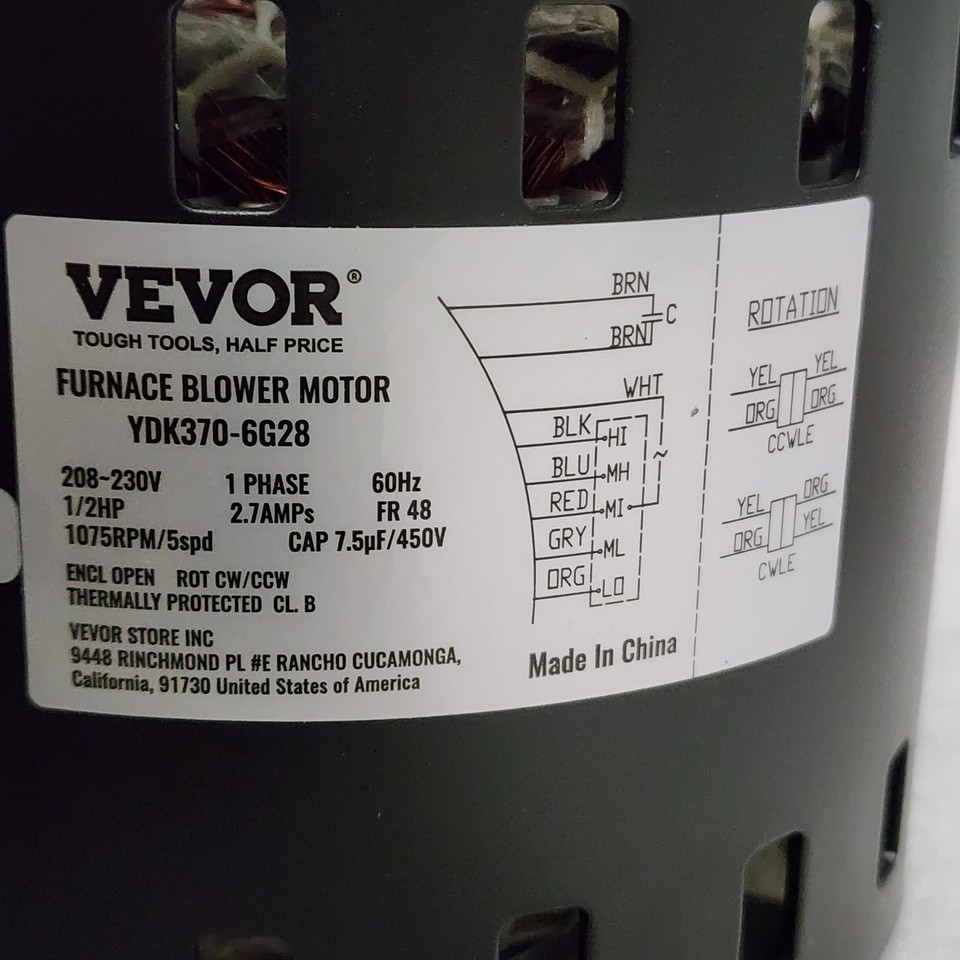 VEVOR®
TOUGH TOOLS, HALF PRICE
FURNACE BLOWER MOTOR
YDK370-6G28
208~230V 1 PHASE 60Hz
1/2HP 2.7AMPs FR 48
1075RPM/5spd CAP 7.5μF/450V
ENCL OPEN ROT CW/CCW
THERMALLY PROTECTED CL. B
VEVOR STORE INC
9448 RINCHMOND PL #E RANCHO CUCAMONGA,
California, 91730 United States of America
BRN
C
BRN
WHT
BLK HI
BLU MH
RED MI ~
GRY ML
ORG LO
Made In China
ROTATION
YEL YEL
ORG ORG
CCWLE
YEL ORG
ORG YEL
CWLE